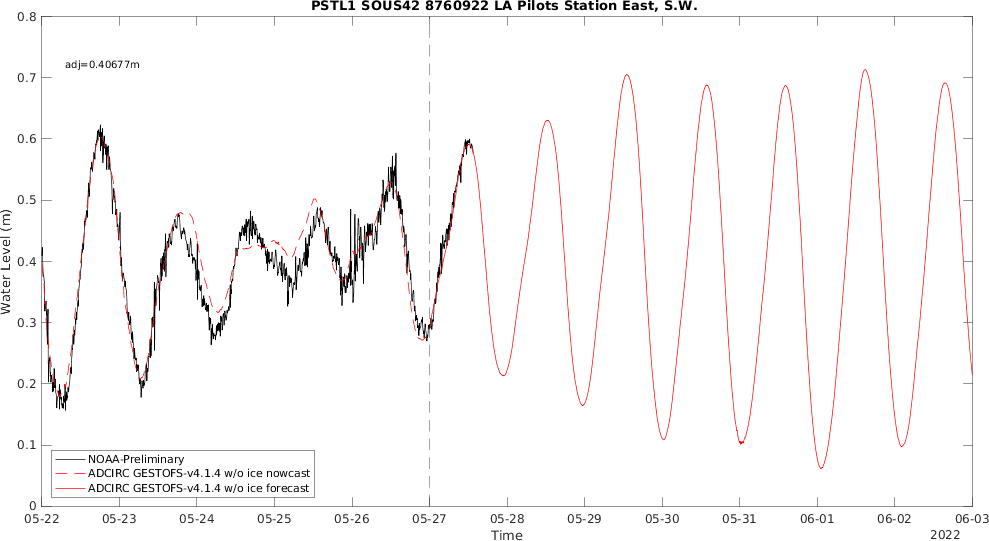 PSTL1 SOUS42 8760922 LA Pilots Station East, S.W.
adj=0.40677m
0.8
0.7
0.6
0.5
0.4
0.3
0.2
0.1
0
Water Level (m)
NOAA-Preliminary
ADCIRC GESTOFS-v4.1.4 w/o ice nowcast
ADCIRC GESTOFS-v4.1.4 w/o ice forecast
05-22 05-23 05-24 05-25 05-26 05-27 05-28 05-29 05-30 05-31 06-01 06-02 06-03
Time
2022